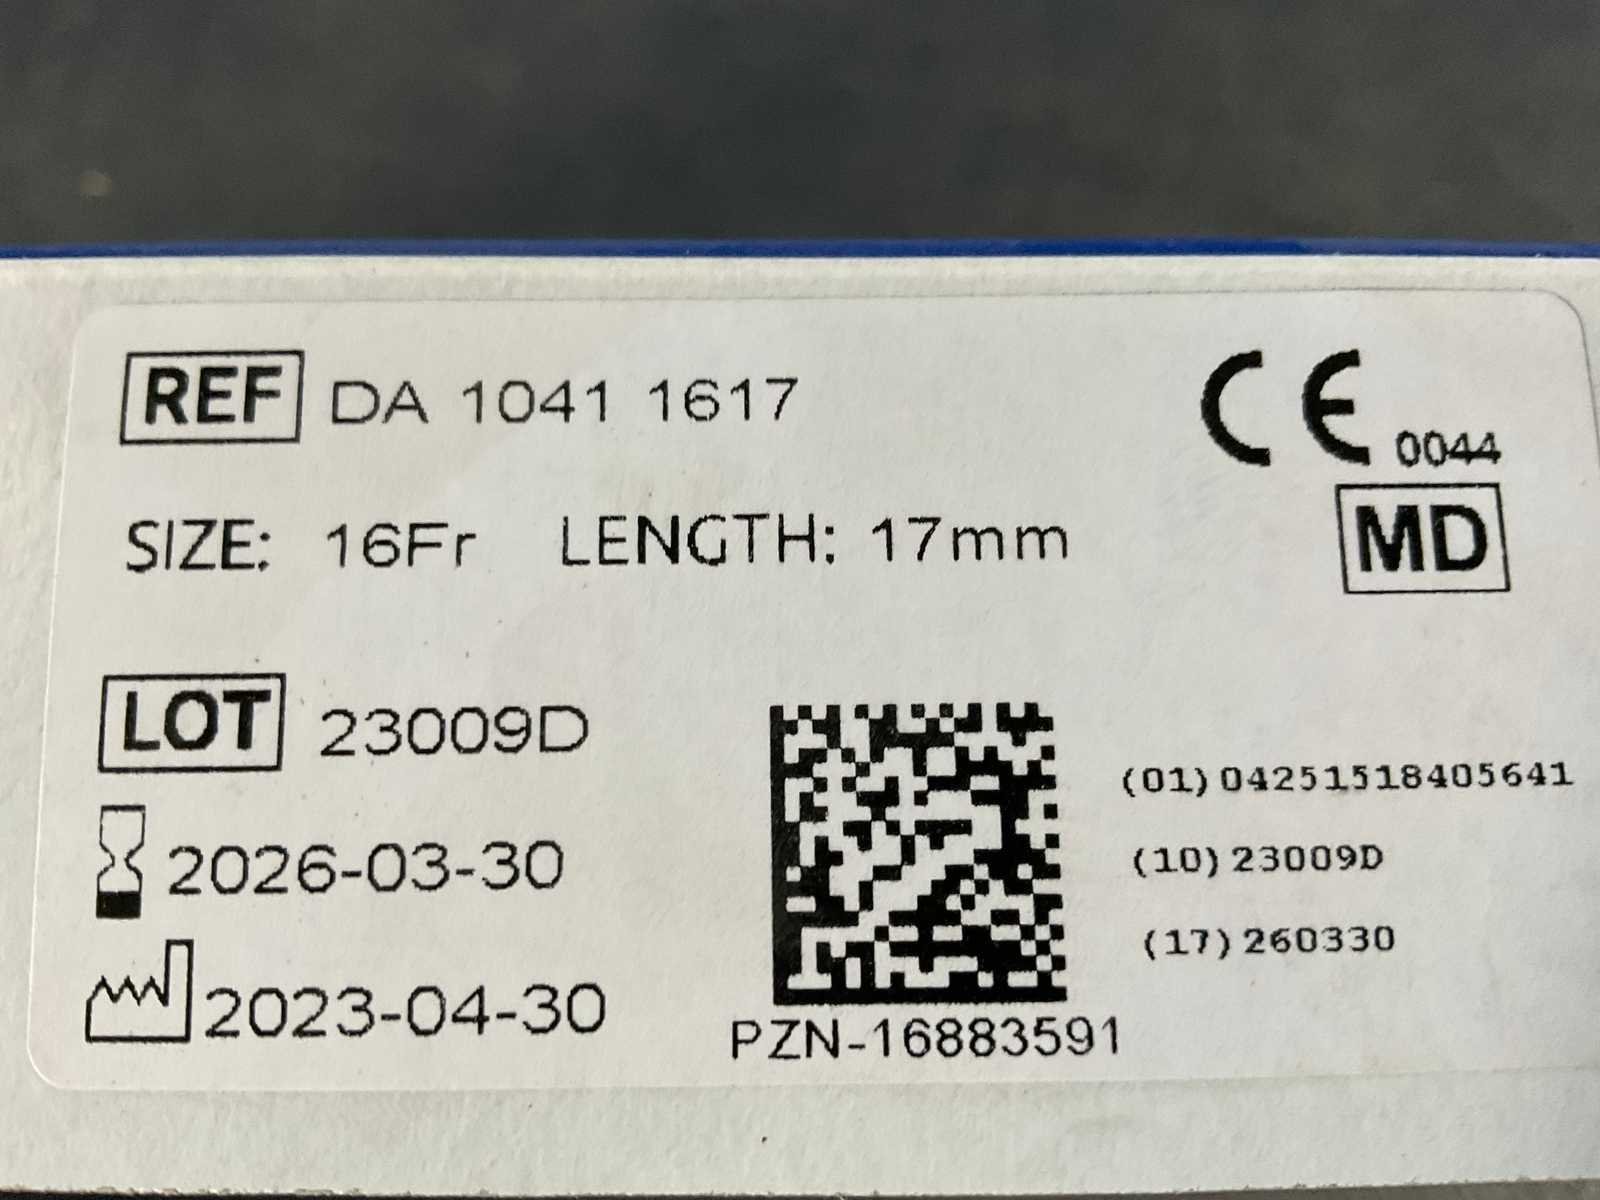 REF DA 1041 1617
CE 0044
SIZE: 16Fr LENGTH: 17mm
MD
LOT 23009D
2026-03-30
2023-04-30
(01)04251518405641
(10)23009D
(17)260330
PZN-16883591